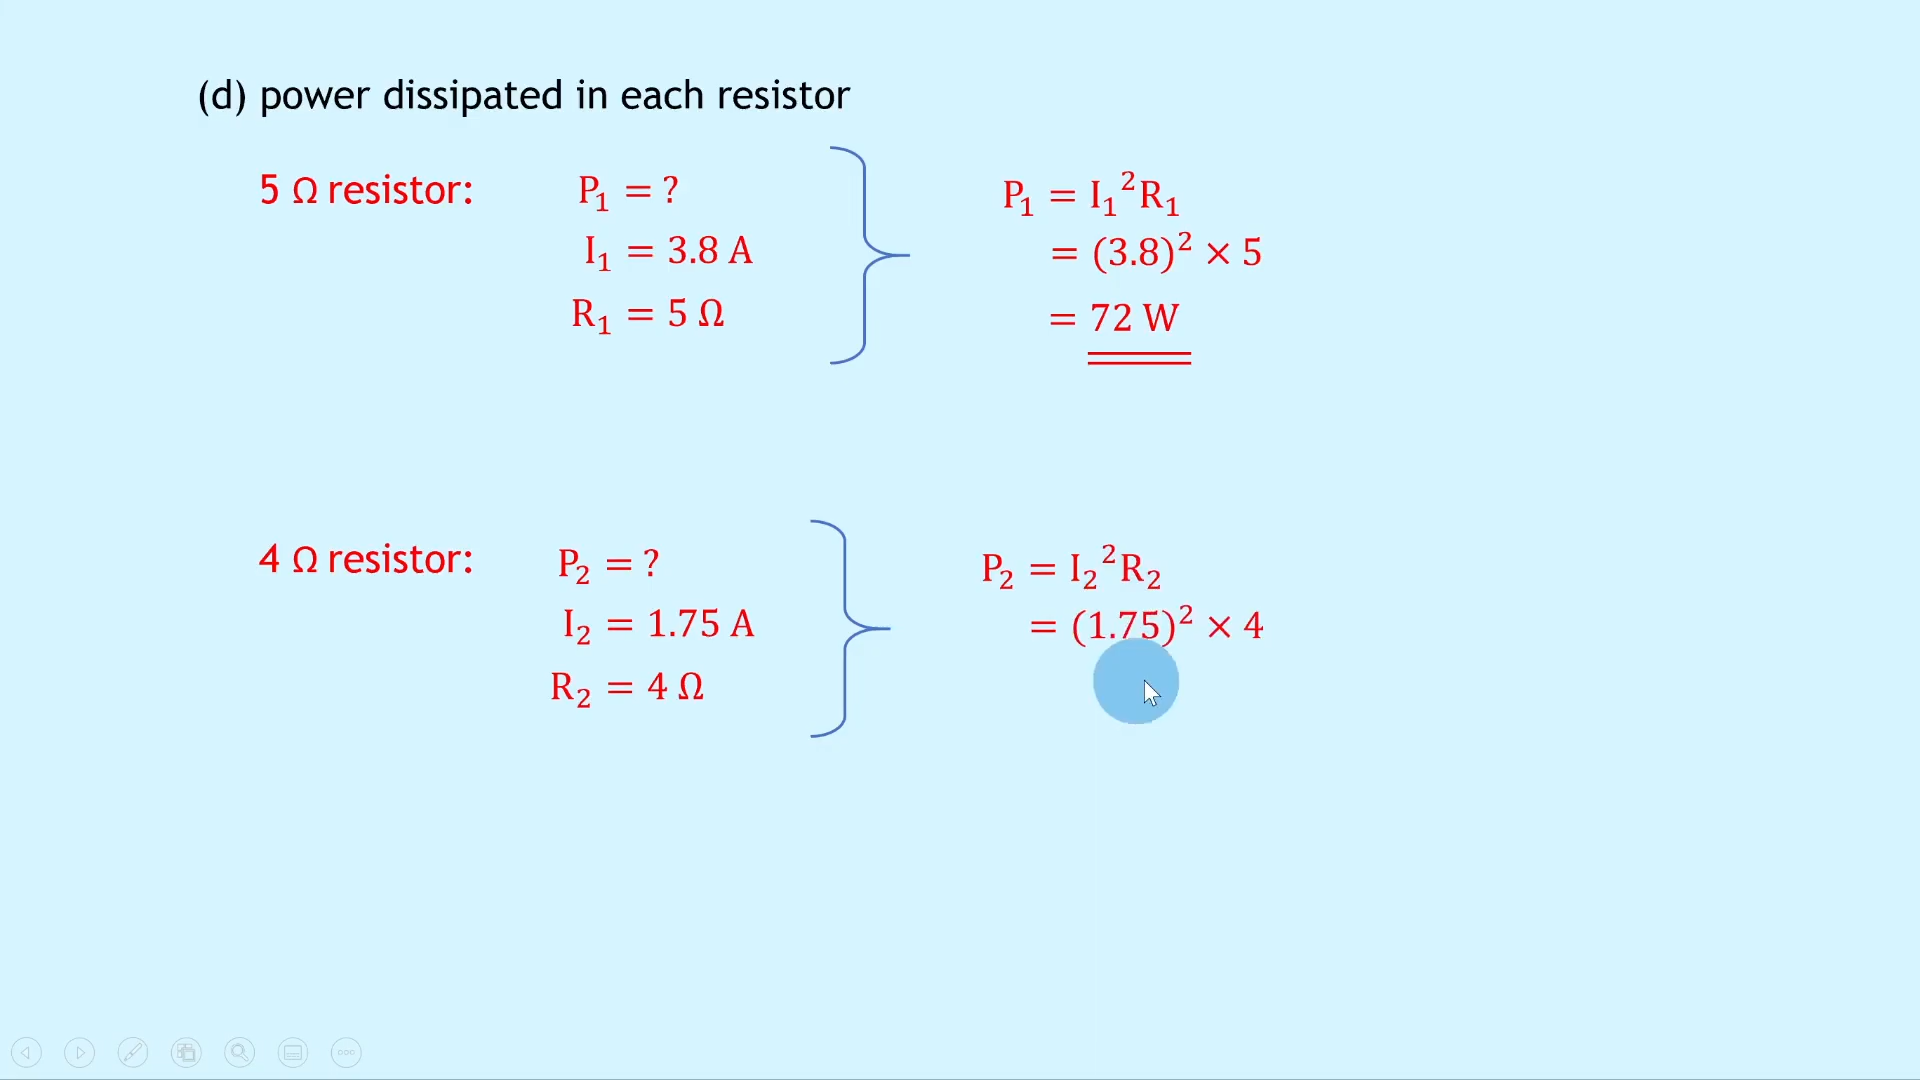 (d) power dissipated in each resistor
5 Ω resistor:
P₁ = ?
I₁ = 3.8 A
R₁ = 5 Ω
P₁ = I₁²R₁
= (3.8)² × 5
= 72 W
4 Ω resistor:
P₂ = ?
I₂ = 1.75 A
R₂ = 4 Ω
P₂ = I₂²R₂
= (1.75)² × 4